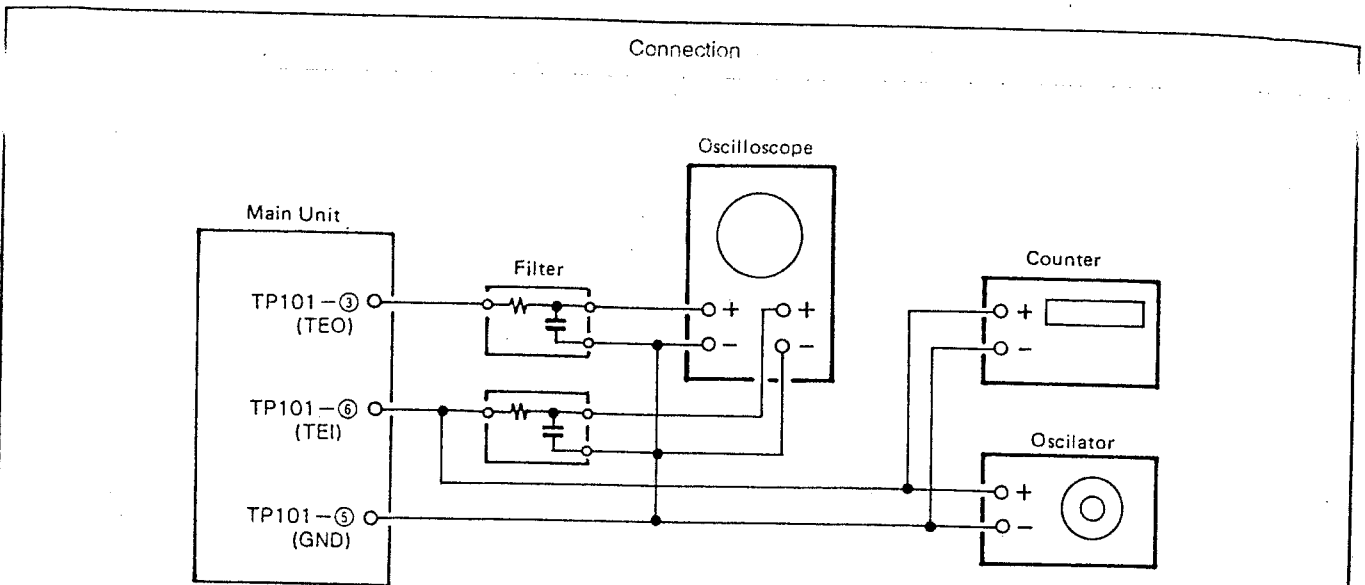 Connection
Oscilloscope
Main Unit
Filter
Counter
TP101–③
(TEO)
+ +
– –
+
–
TP101–⑥
(TEI)
Oscilator
+
–
TP101–⑤
(GND)